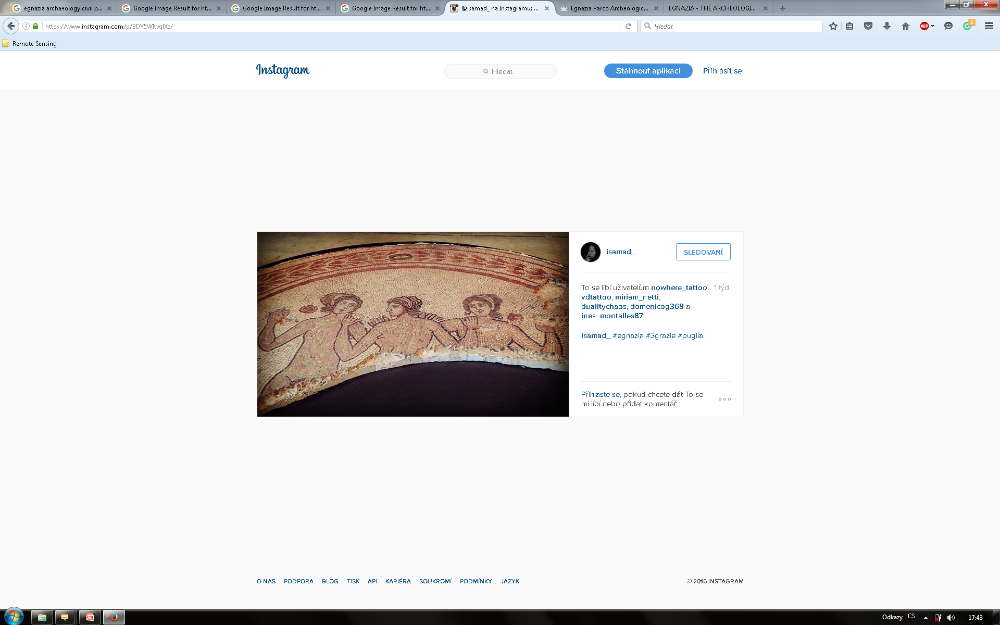 egnazia archaeology civil b...
Google Image Result for ht...
Google Image Result for ht...
Google Image Result for ht...
@isamad_ na Instagramu: ...
Egnazia Parco Archeologic...
EGNAZIA - THE ARCHEOLOGI...
https://www.instagram.com/p/BDY5WIwqlXz/
Hledat
ABP
1
Remote Sensing
Instagram
Hledat
Stáhnout aplikaci
Přihlásit se
isamad_
SLEDOVÁNÍ
To se líbí uživatelům nowhere_tattoo, 1 týd.
vdtattoo, miriam_netti,
dualitychaos, domenicog368 a
ines_montalles87.
isamad_ #egnazia #3grazie #puglia
Přihlaste se, pokud chcete dát To se
mi líbí nebo přidat komentář.
O NÁS PODPORA BLOG TISK API KARIÉRA SOUKROMÍ PODMÍNKY JAZYK
© 2016 INSTAGRAM
Odkazy CS 17:43